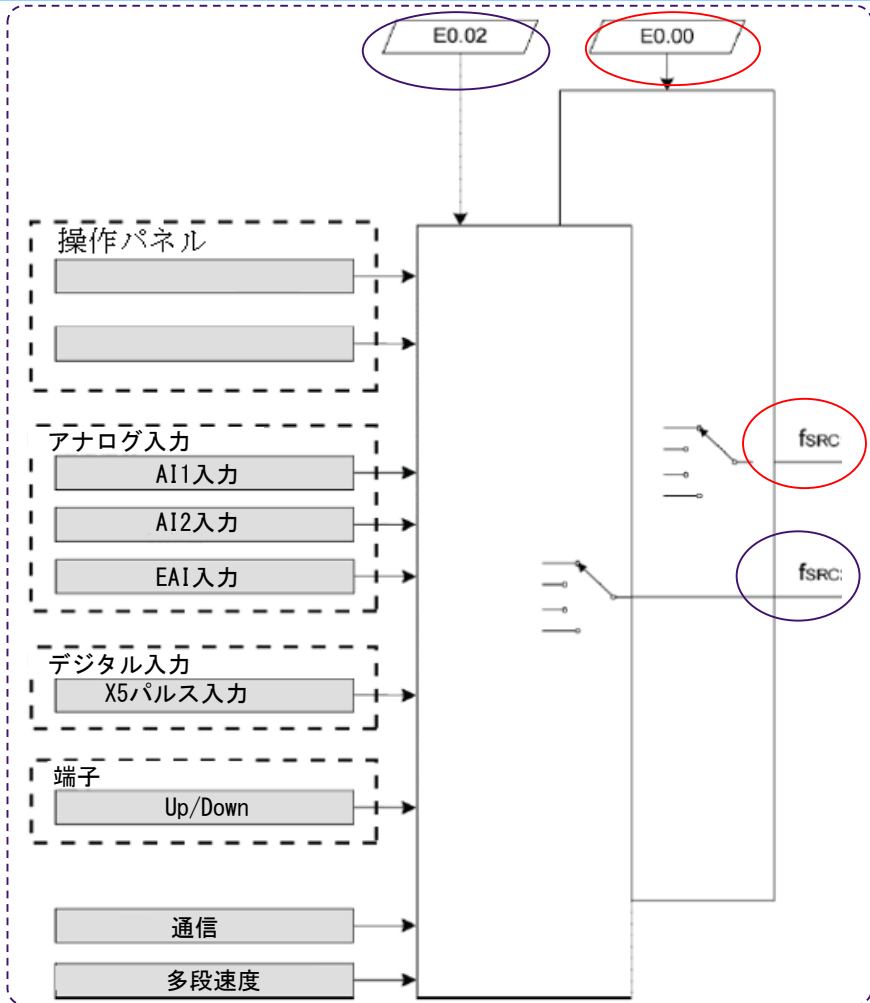 E0.02
E0.00
操作パネル
アナログ入力
AI1入力
AI2入力
EAI入力
fSRC
fSRC:
デジタル入力
X5パルス入力
端子
Up/Down
通信
多段速度